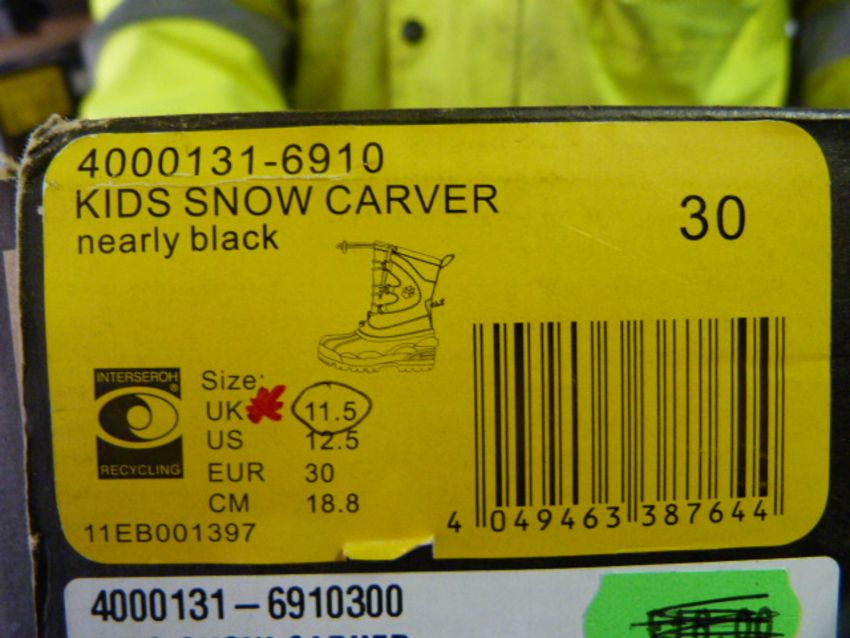 4000131-6910
KIDS SNOW CARVER
nearly black
30
INTERSEROH
®
RECYCLING
Size:
UK 11.5
US 12.5
EUR 30
CM 18.8
11EB001397
4 049463 387644
4000131 – 6910300